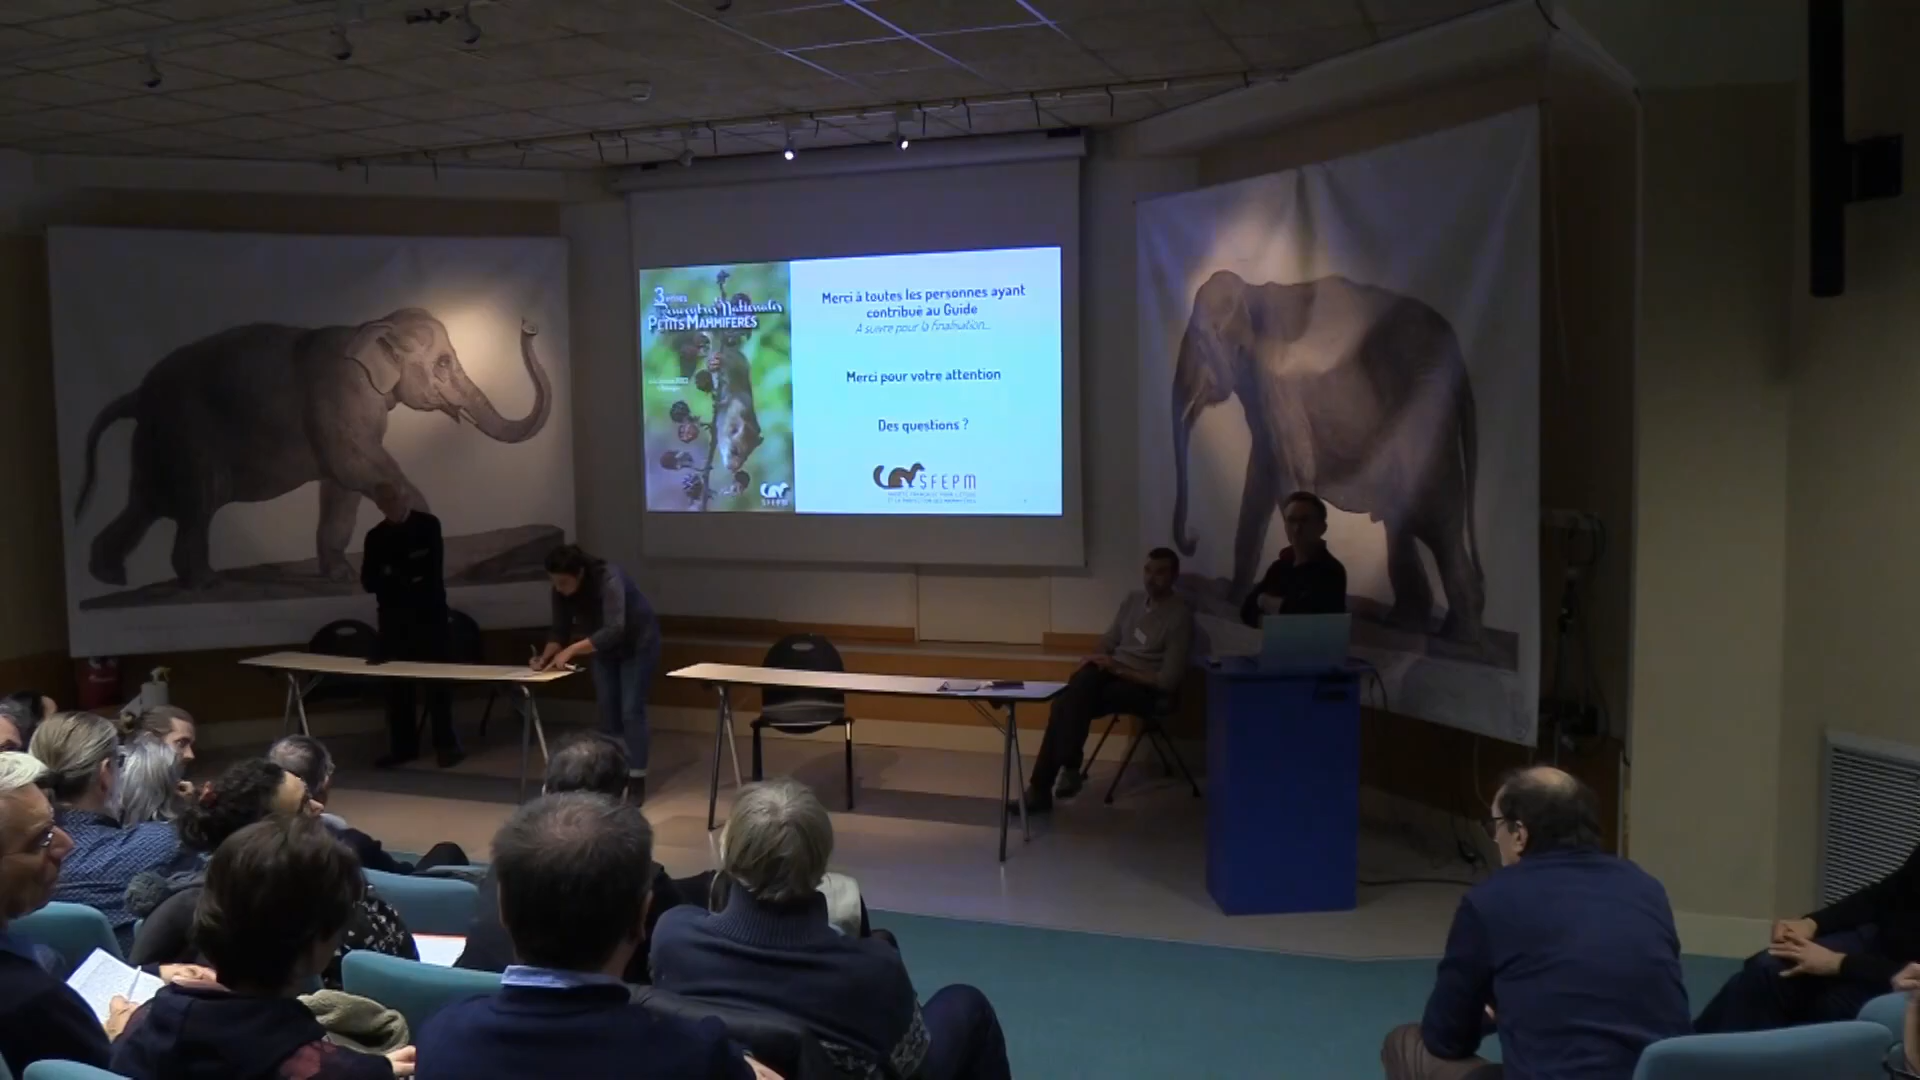 3èmes
Rencontres Nationales
PETITS MAMMIFÈRES
SFEPM
Merci à toutes les personnes ayant
contribué au Guide
A suivre pour la finalisation...
Merci pour votre attention
Des questions ?
SFEPM